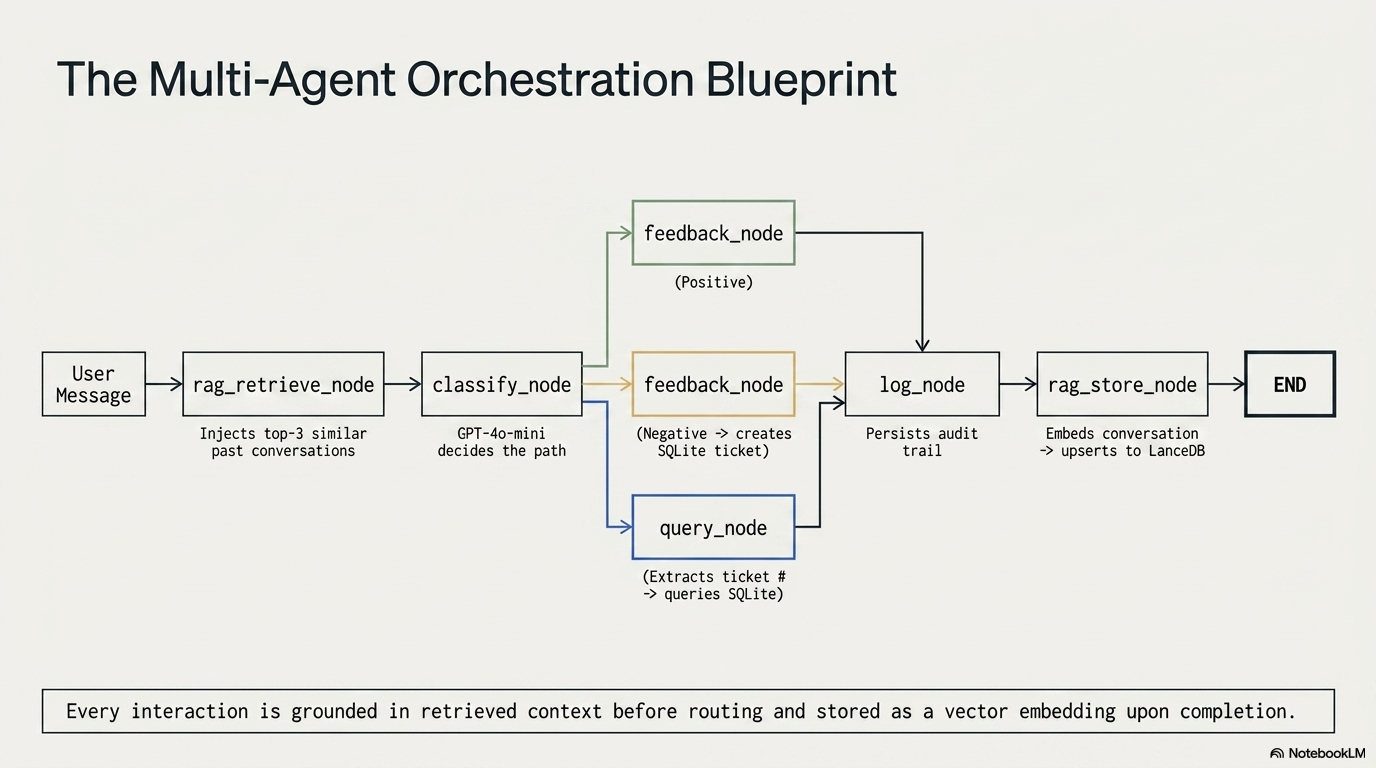 The Multi-Agent Orchestration Blueprint
feedback_node
(Positive)
User
Message
rag_retrieve_node
Injects top-3 similar
past conversations
classify_node
GPT-4o-mini
decides the path
feedback_node
(Negative -> creates
SQLite ticket)
query_node
(Extracts ticket #
-> queries SQLite)
log_node
Persists audit
trail
rag_store_node
Embeds conversation
-> upserts to LanceDB
END
Every interaction is grounded in retrieved context before routing and stored as a vector embedding upon completion.
NotebookLM